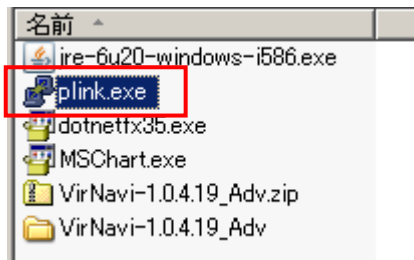 名前
jre-6u20-windows-i586.exe
plink.exe
dotnetfx35.exe
MSChart.exe
VirNavi-1.0.4.19_Adv.zip
VirNavi-1.0.4.19_Adv